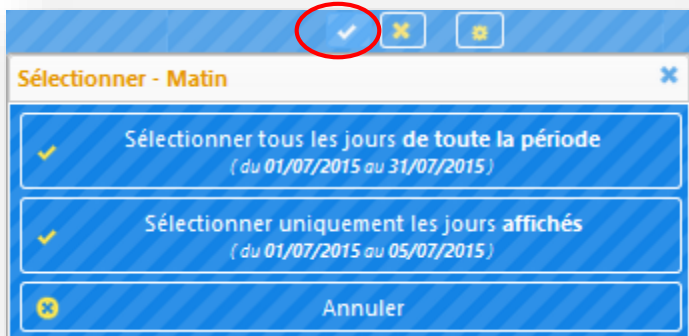 Sélectionner - Matin
Sélectionner tous les jours de toute la période
( du 01/07/2015 au 31/07/2015 )
Sélectionner uniquement les jours affichés
( du 01/07/2015 au 05/07/2015 )
Annuler